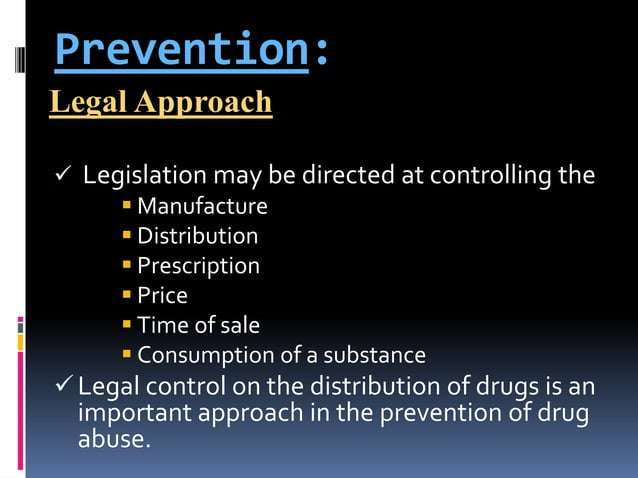 Prevention:
Legal Approach
✓ Legislation may be directed at controlling the
▪ Manufacture
▪ Distribution
▪ Prescription
▪ Price
▪ Time of sale
▪ Consumption of a substance
✓ Legal control on the distribution of drugs is an
important approach in the prevention of drug
abuse.